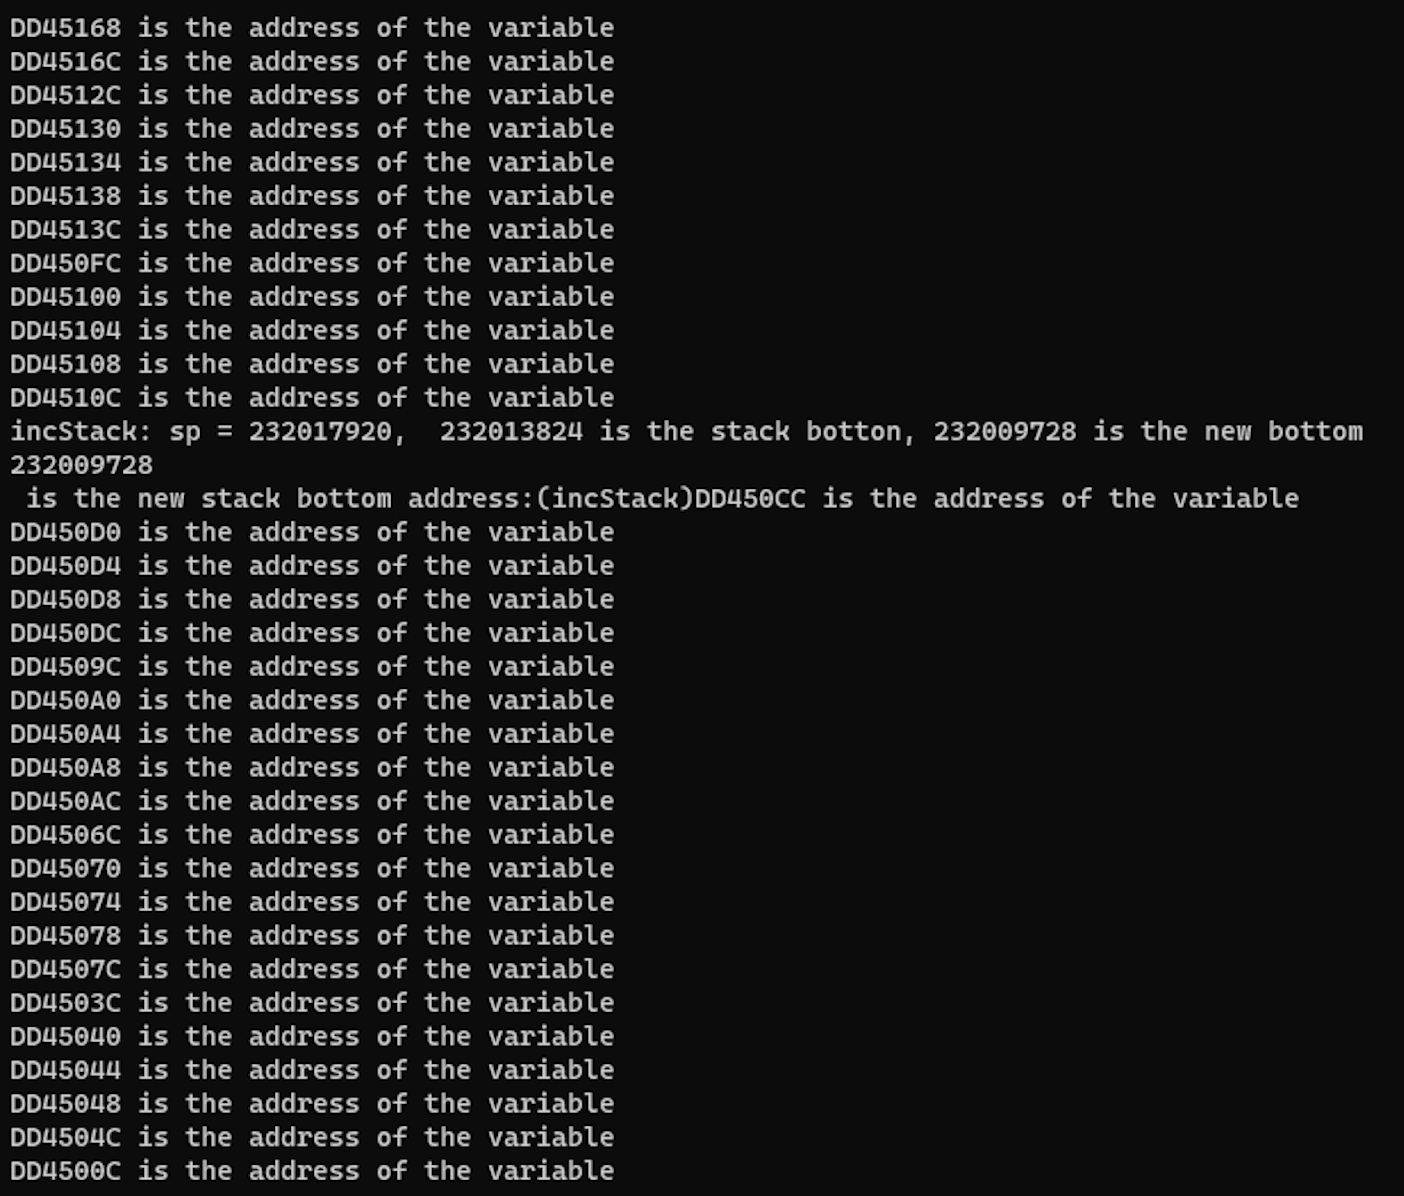 DD45168 is the address of the variable
DD4516C is the address of the variable
DD4512C is the address of the variable
DD45130 is the address of the variable
DD45134 is the address of the variable
DD45138 is the address of the variable
DD4513C is the address of the variable
DD450FC is the address of the variable
DD45100 is the address of the variable
DD45104 is the address of the variable
DD45108 is the address of the variable
DD4510C is the address of the variable
incStack: sp = 232017920,  232013824 is the stack botton, 232009728 is the new bottom
232009728
 is the new stack bottom address:(incStack)DD450CC is the address of the variable
DD450D0 is the address of the variable
DD450D4 is the address of the variable
DD450D8 is the address of the variable
DD450DC is the address of the variable
DD4509C is the address of the variable
DD450A0 is the address of the variable
DD450A4 is the address of the variable
DD450A8 is the address of the variable
DD450AC is the address of the variable
DD4506C is the address of the variable
DD45070 is the address of the variable
DD45074 is the address of the variable
DD45078 is the address of the variable
DD4507C is the address of the variable
DD4503C is the address of the variable
DD45040 is the address of the variable
DD45044 is the address of the variable
DD45048 is the address of the variable
DD4504C is the address of the variable
DD4500C is the address of the variable